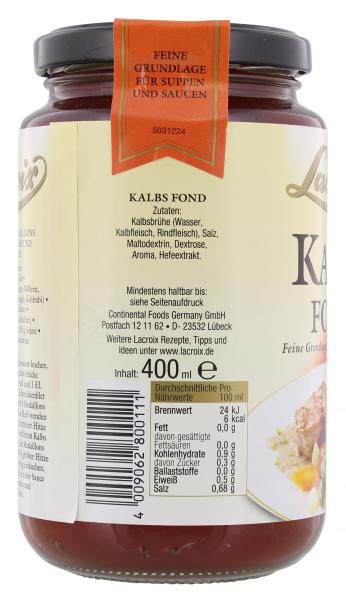 FEINE
GRUNDLAGE
FÜR SUPPEN
UND SAUCEN
5031224
KALBS FOND
Zutaten:
Kalbsbrühe (Wasser,
Kalbfleisch, Rindfleisch), Salz,
Maltodextrin, Dextrose,
Aroma, Hefeextrakt.
Mindestens haltbar bis:
siehe Seitenaufdruck
Continental Foods Germany GmbH
Postfach 12 11 62 • D- 23532 Lübeck
Weitere Lacroix Rezepte, Tipps und
Ideen unter www.lacroix.de
Inhalt: 400 ml ℮
Durchschnittliche Pro
Nährwerte 100 ml
Brennwert 24 kJ
6 kcal
Fett 0,0 g
davon gesättigte
Fettsäuren 0,0 g
Kohlenhydrate 0,9 g
davon Zucker 0,3 g
Ballaststoffe 0,0 g
Eiweiß 0,5 g
Salz 0,68 g
4 009062 800111
KA
FO